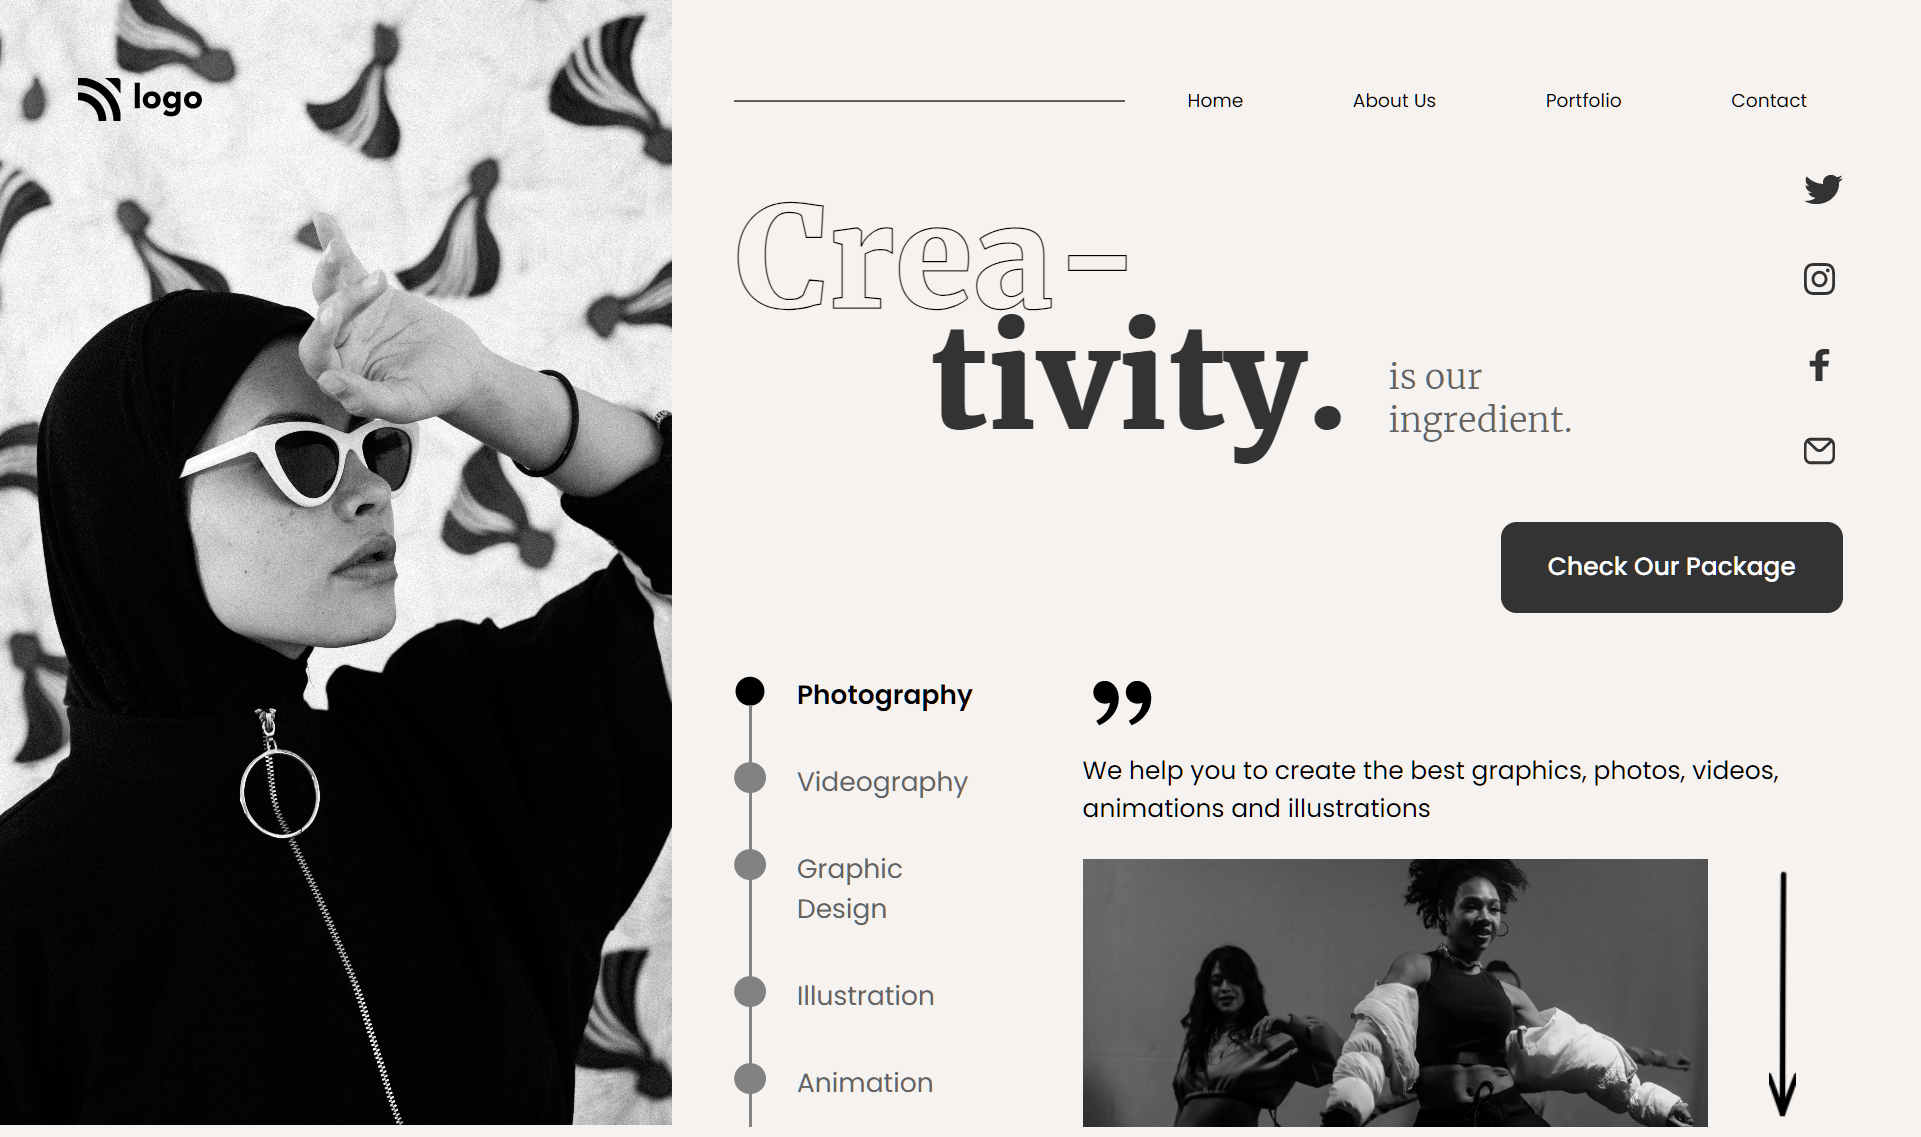 logo
Home
About Us
Portfolio
Contact
Crea-
tivity.
is our
ingredient.
Check Our Package
Photography
Videography
Graphic
Design
Illustration
Animation
”
We help you to create the best graphics, photos, videos,
animations and illustrations